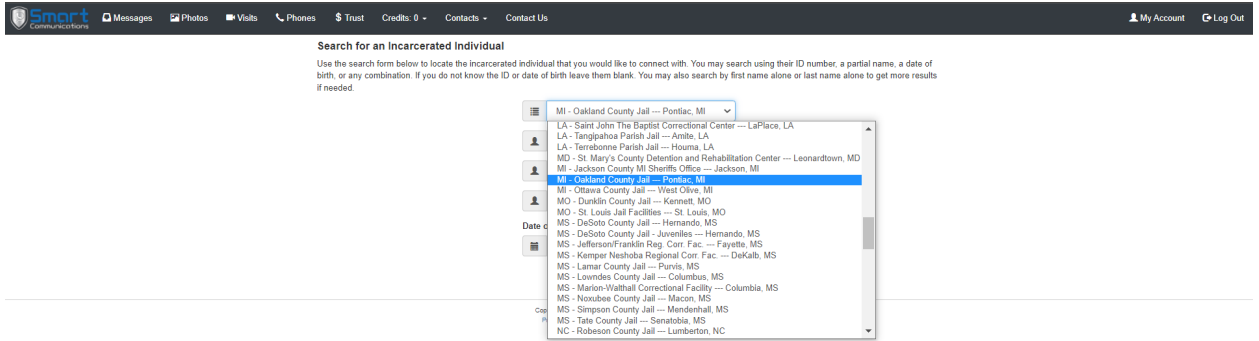 Smart Communications Messages Photos Visits Phones $ Trust Credits: 0 Contacts Contact Us My Account Log Out
Search for an Incarcerated Individual
Use the search form below to locate the incarcerated individual that you would like to connect with. You may search using their ID number, a partial name, a date of
birth, or any combination. If you do not know the ID or date of birth leave them blank. You may also search by first name alone or last name alone to get more results
if needed.
MI - Oakland County Jail --- Pontiac, MI
LA - Saint John The Baptist Correctional Center --- LaPlace, LA
LA - Tangipahoa Parish Jail --- Amite, LA
LA - Terrebonne Parish Jail --- Houma, LA
MD - St. Mary's County Detention and Rehabilitation Center --- Leonardtown, MD
MI - Jackson County MI Sheriffs Office --- Jackson, MI
MI - Oakland County Jail --- Pontiac, MI
MI - Ottawa County Jail --- West Olive, MI
MO - Dunklin County Jail --- Kennett, MO
MO - St. Louis Jail Facilities --- St. Louis, MO
MS - DeSoto County Jail --- Hernando, MS
Date o
MS - DeSoto County Jail - Juveniles --- Hernando, MS
MS - Jefferson/Franklin Reg. Corr. Fac. --- Fayette, MS
MS - Kemper Neshoba Regional Corr. Fac. --- DeKalb, MS
MS - Lamar County Jail --- Purvis, MS
MS - Lowndes County Jail --- Columbus, MS
MS - Marion-Walthall Correctional Facility --- Columbia, MS
MS - Noxubee County Jail --- Macon, MS
MS - Simpson County Jail --- Mendenhall, MS
Cop
MS - Tate County Jail --- Senatobia, MS
NC - Robeson County Jail --- Lumberton, NC